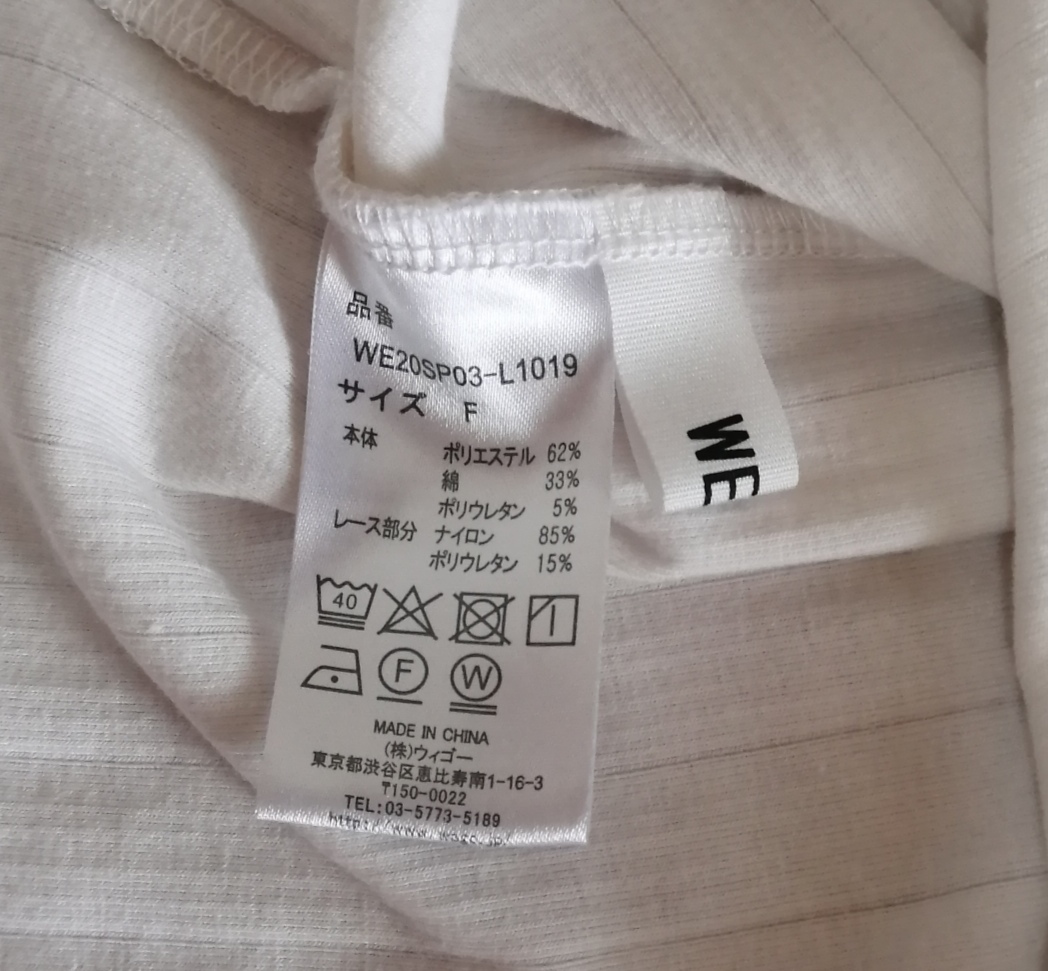 品番
WE20SP03-L1019
サイズ F
本体 ポリエステル 62%
綿 33%
ポリウレタン 5%
レース部分 ナイロン 85%
ポリウレタン 15%
40
F W
MADE IN CHINA
(株)ウィゴー
東京都渋谷区恵比寿南1-16-3
〒150-0022
TEL:03-5773-5189
WE